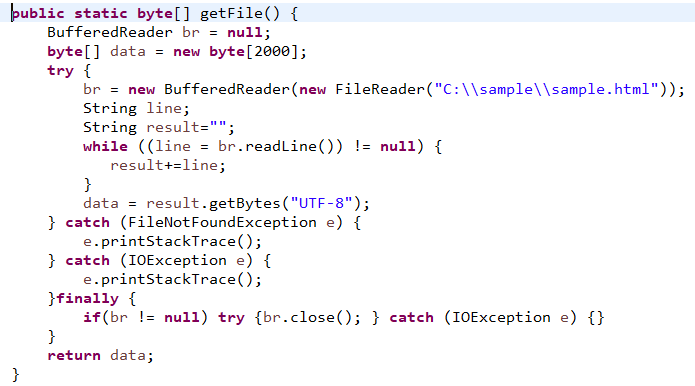 public static byte[] getFile() {
    BufferedReader br = null;
    byte[] data = new byte[2000];
    try {
        br = new BufferedReader(new FileReader("C:\\sample\\sample.html"));
        String line;
        String result="";
        while ((line = br.readLine()) != null) {
           result+=line;
        }
        data = result.getBytes("UTF-8");
    } catch (FileNotFoundException e) {
        e.printStackTrace();
    } catch (IOException e) {
        e.printStackTrace();
    }finally {
        if(br != null) try {br.close(); } catch (IOException e) {}
    }
    return data;
}